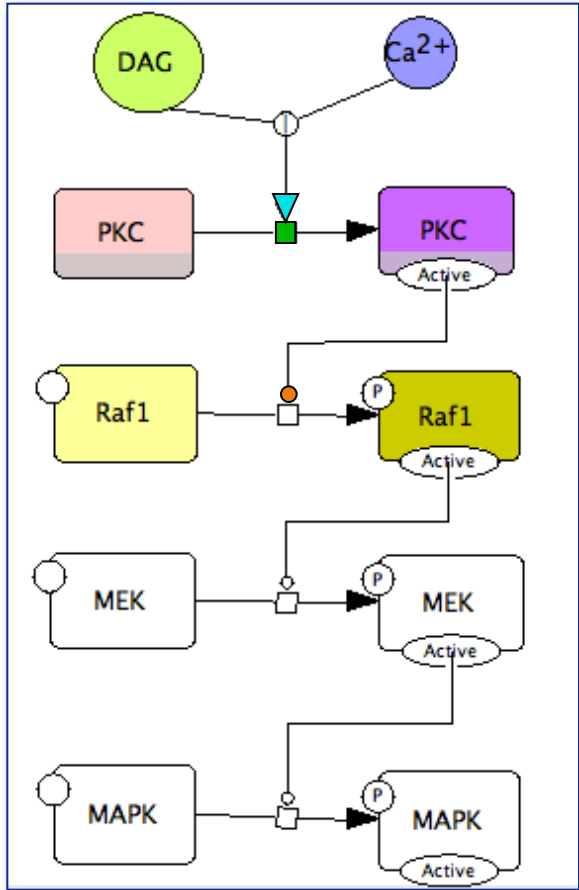 DAG
Ca2+
PKC
PKC
Active
P
Raf1
Raf1
Active
P
MEK
MEK
Active
P
MAPK
MAPK
Active